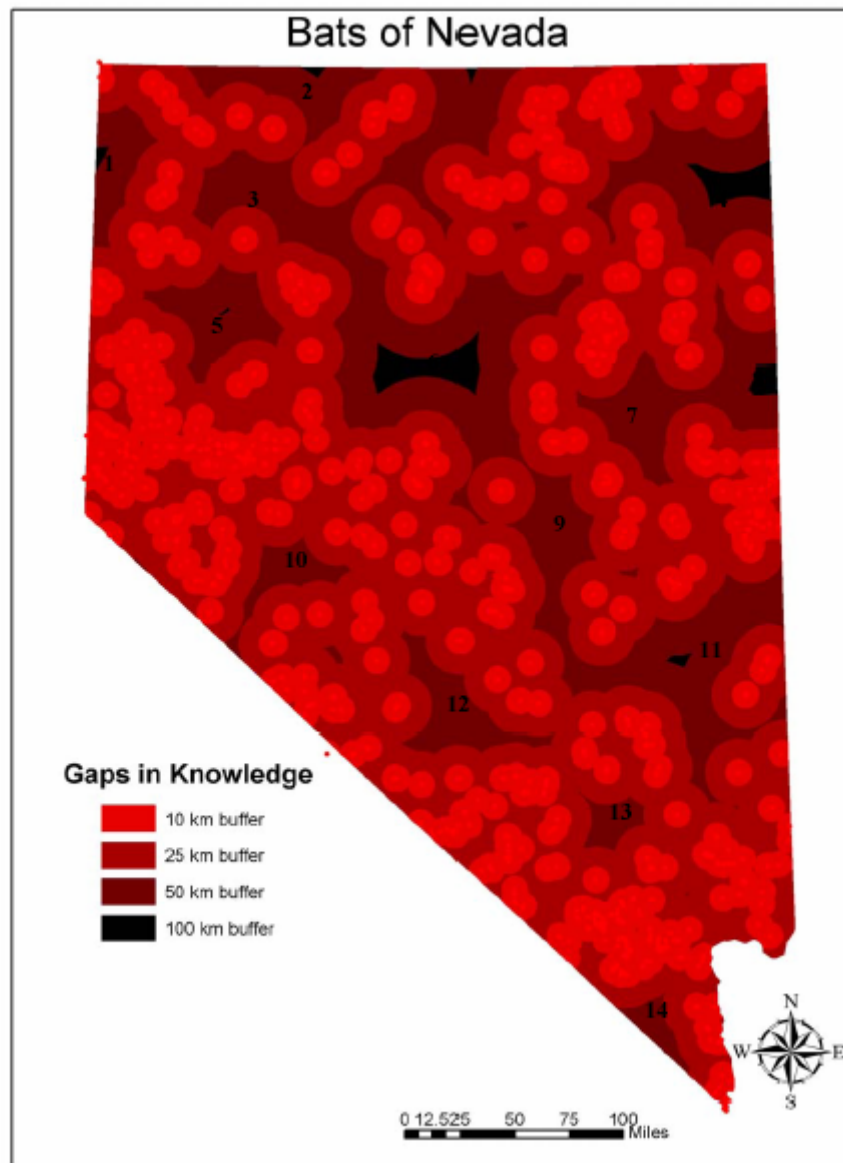 Bats of Nevada
2
1
3
5
7
9
10
11
12
13
14
Gaps in Knowledge
10 km buffer
25 km buffer
50 km buffer
100 km buffer
N
W E
S
0 12.525 50 75 100
Miles